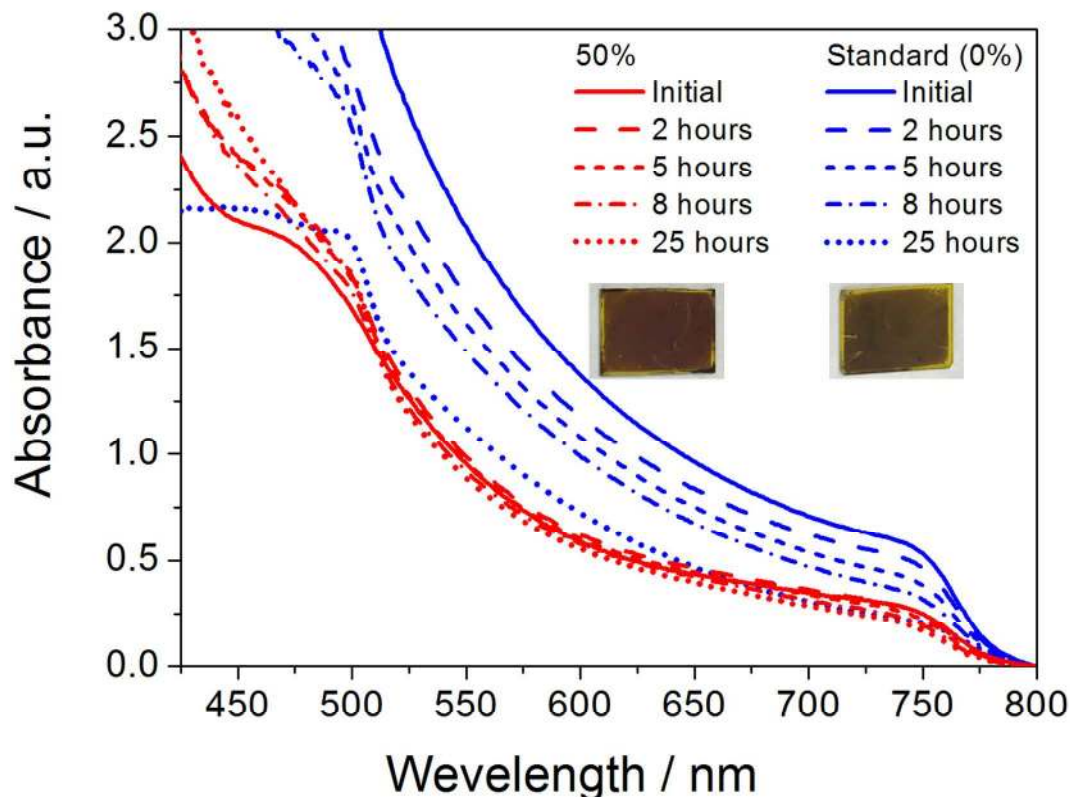 3.0
2.5
2.0
1.5
1.0
0.5
0.0
Absorbance / a.u.
50% Standard (0%)
Initial Initial
2 hours 2 hours
5 hours 5 hours
8 hours 8 hours
25 hours 25 hours
450 500 550 600 650 700 750 800
Wevelength / nm